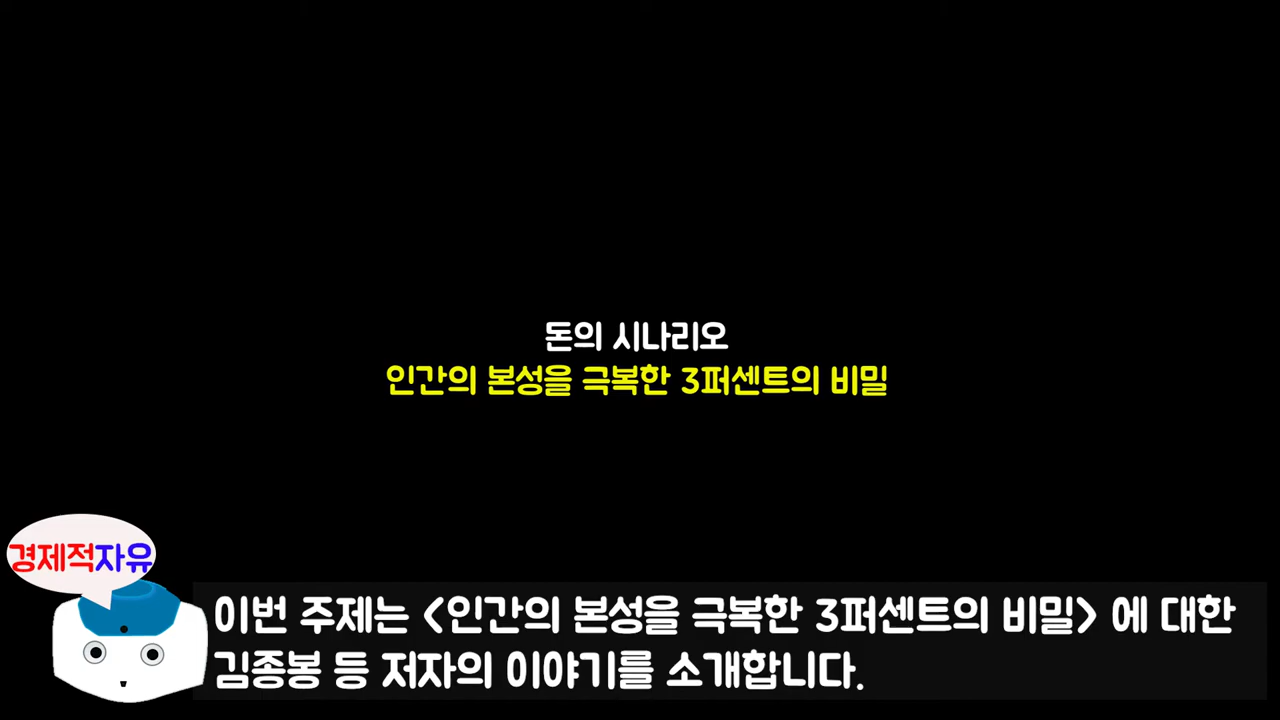 돈의 시나리오
인간의 본성을 극복한 3퍼센트의 비밀
경제적자유
이번 주제는 <인간의 본성을 극복한 3퍼센트의 비밀> 에 대한
김종봉 등 저자의 이야기를 소개합니다.